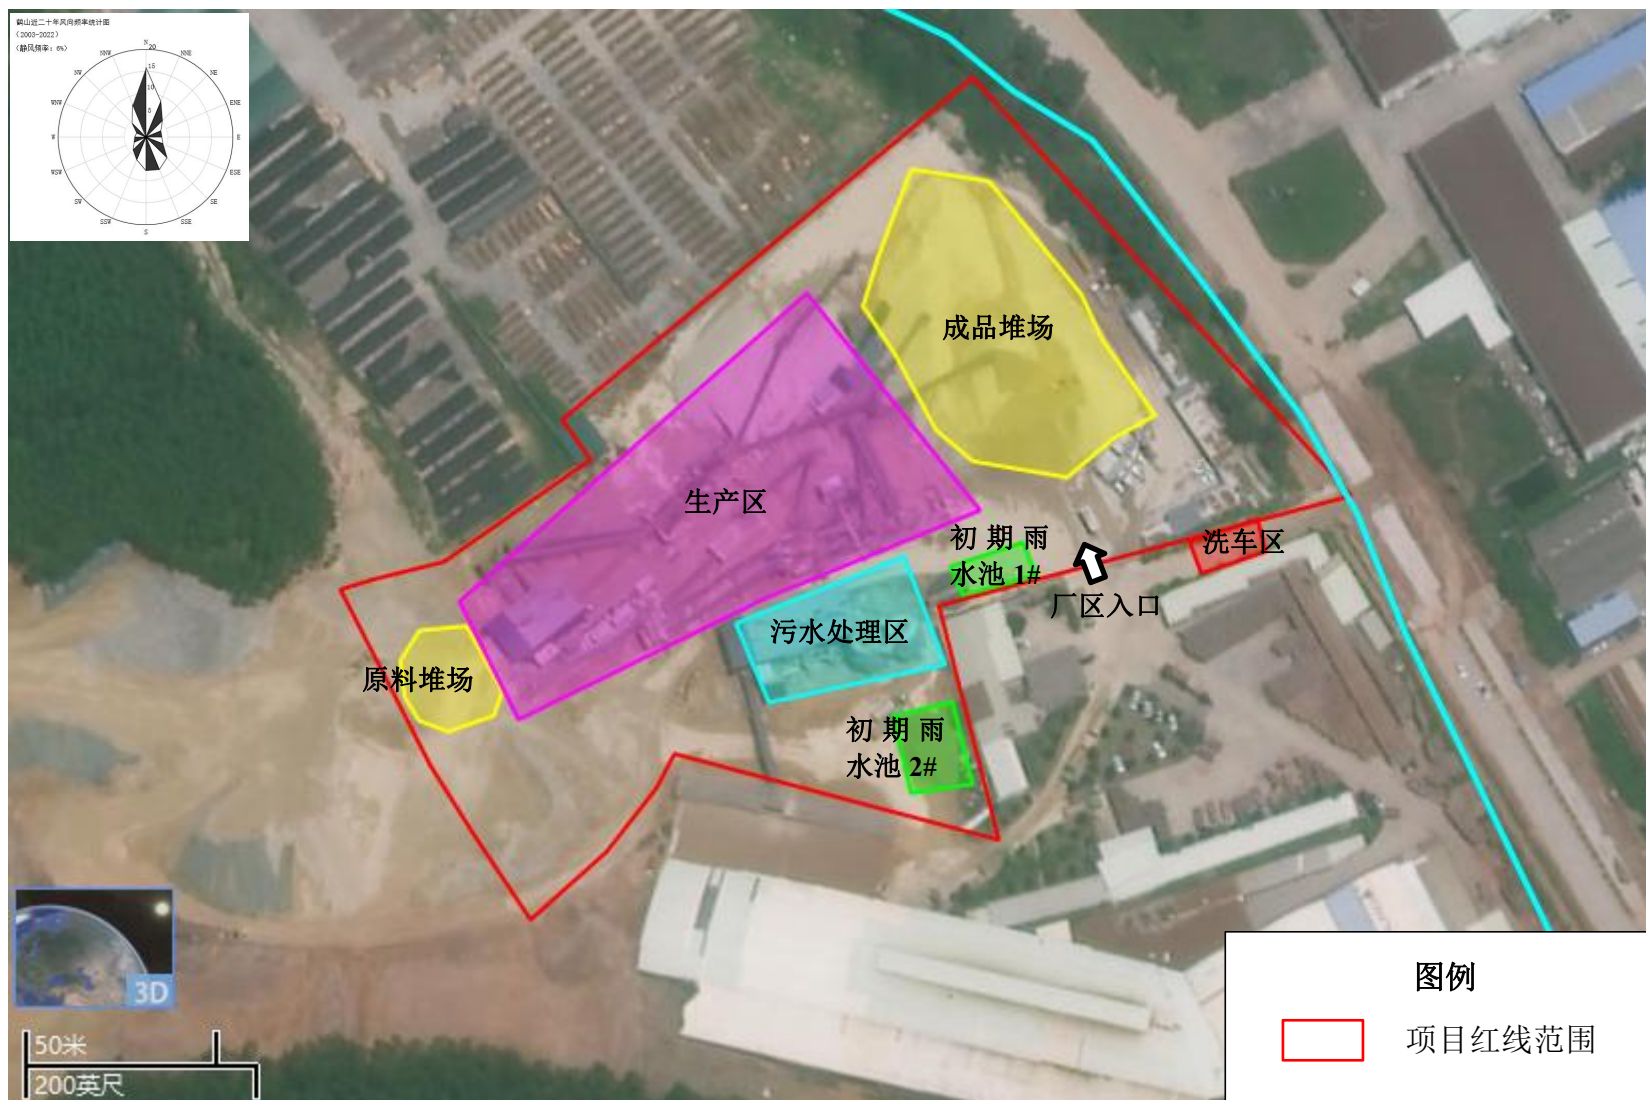 鹤山近二十年风向频率统计图
(2003-2022)
(静风频率: 6%)
N
20
15
10
5
NNW
NNE
NW
NE
WNW
ENE
W
E
WSW
ESE
SW
SE
SSW
SSE
S
成品堆场
生产区
初期雨
水池 1#
洗车区
厂区入口
污水处理区
原料堆场
初期雨
水池 2#
3D
50米
200英尺
图例
项目红线范围